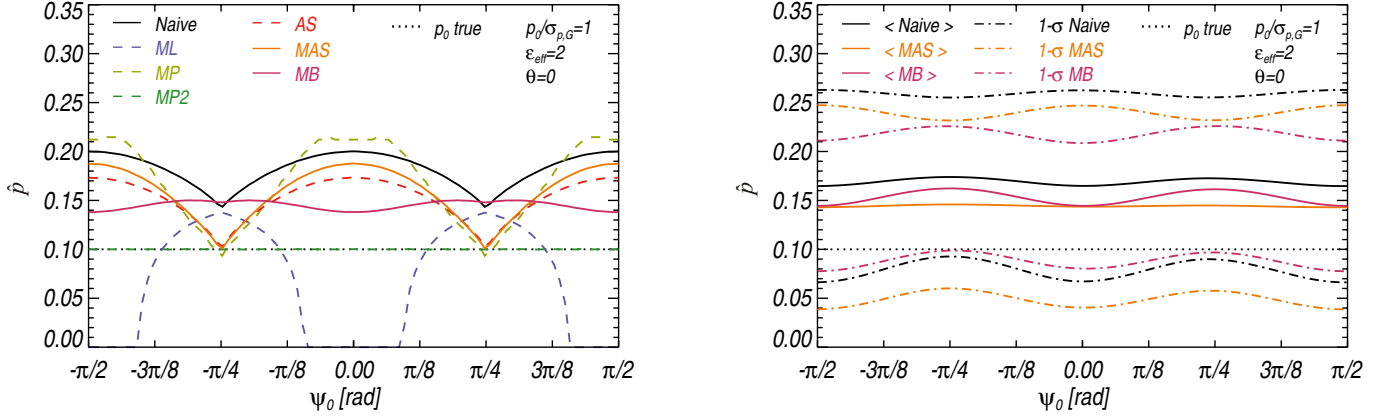 Naive
ML
MP
MP2
AS
MAS
MB
p₀ true
p₀/σp,G=1
εeff=2
θ=0
0.35
0.30
0.25
0.20
0.15
0.10
0.05
0.00
p̂
-π/2 -3π/8 -π/4 -π/8 0.00 π/8 π/4 3π/8 π/2
ψ₀ [rad]
< Naive >
< MAS >
< MB >
1-σ Naive
1-σ MAS
1-σ MB
p₀ true
p₀/σp,G=1
εeff=2
θ=0
0.35
0.30
0.25
0.20
0.15
0.10
0.05
0.00
p̂
-π/2 -3π/8 -π/4 -π/8 0.00 π/8 π/4 3π/8 π/2
ψ₀ [rad]